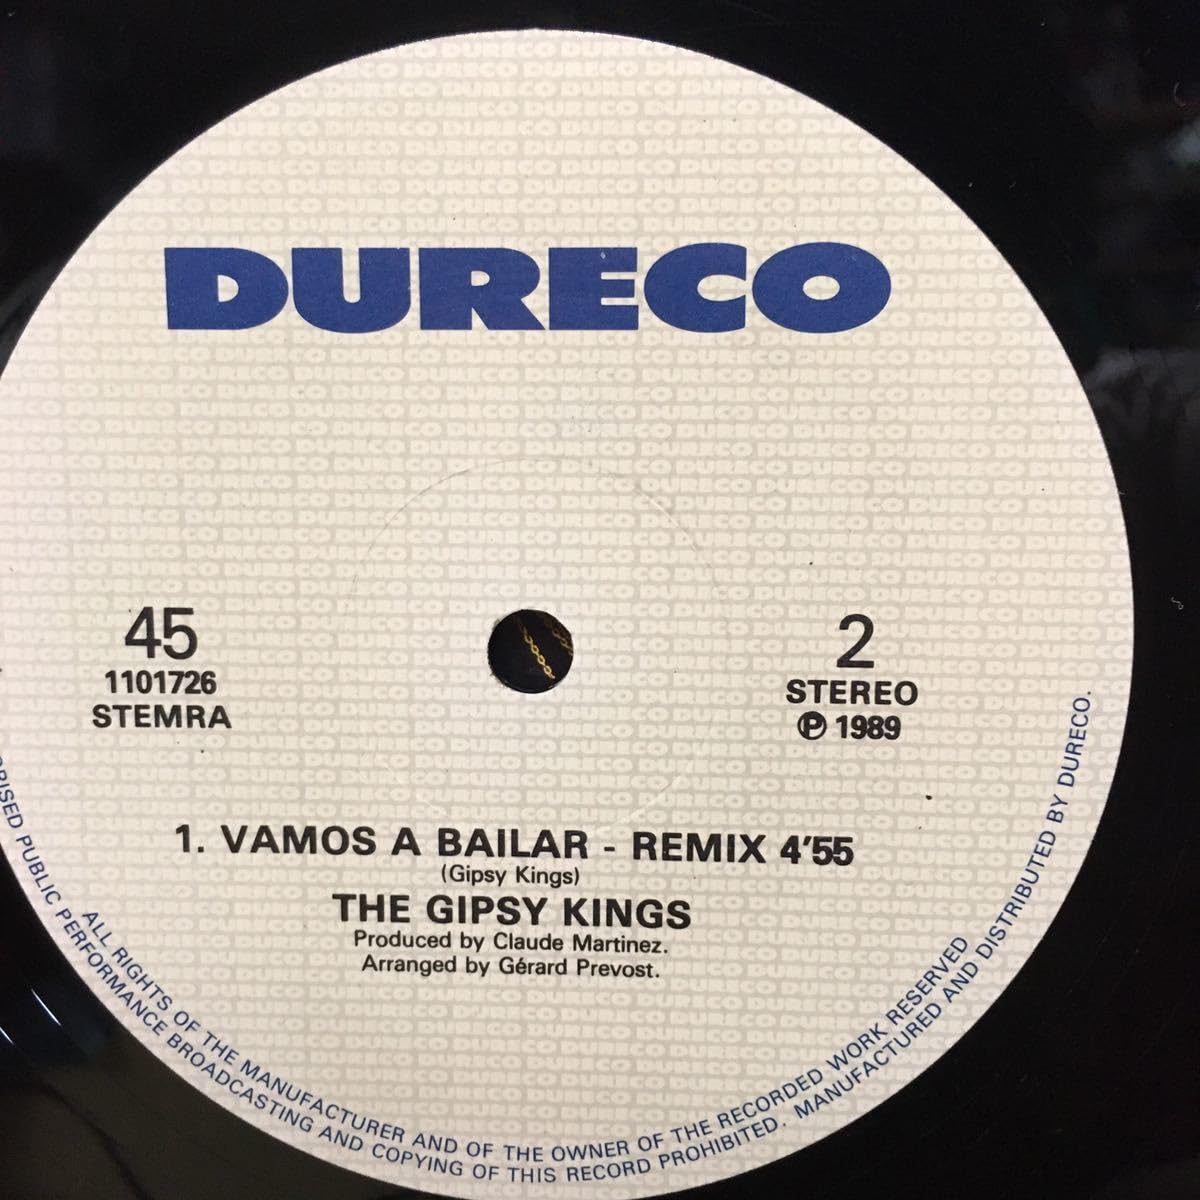 DURECO
45
1101726
STEMRA
2
STEREO
℗ 1989
1. VAMOS A BAILAR - REMIX 4'55
(Gipsy Kings)
THE GIPSY KINGS
Produced by Claude Martinez.
Arranged by Gérard Prevost.
ALL RIGHTS OF THE MANUFACTURER AND OF THE OWNER OF THE RECORDED WORK RESERVED
PUBLIC PERFORMANCE BROADCASTING AND COPYING OF THIS RECORD PROHIBITED. MANUFACTURED AND DISTRIBUTED BY DURECO.